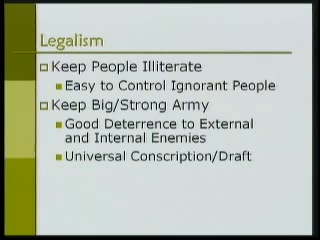 Legalism
Keep People Illiterate
Easy to Control Ignorant People
Keep Big/Strong Army
Good Deterrence to External
and Internal Enemies
Universal Conscription/Draft